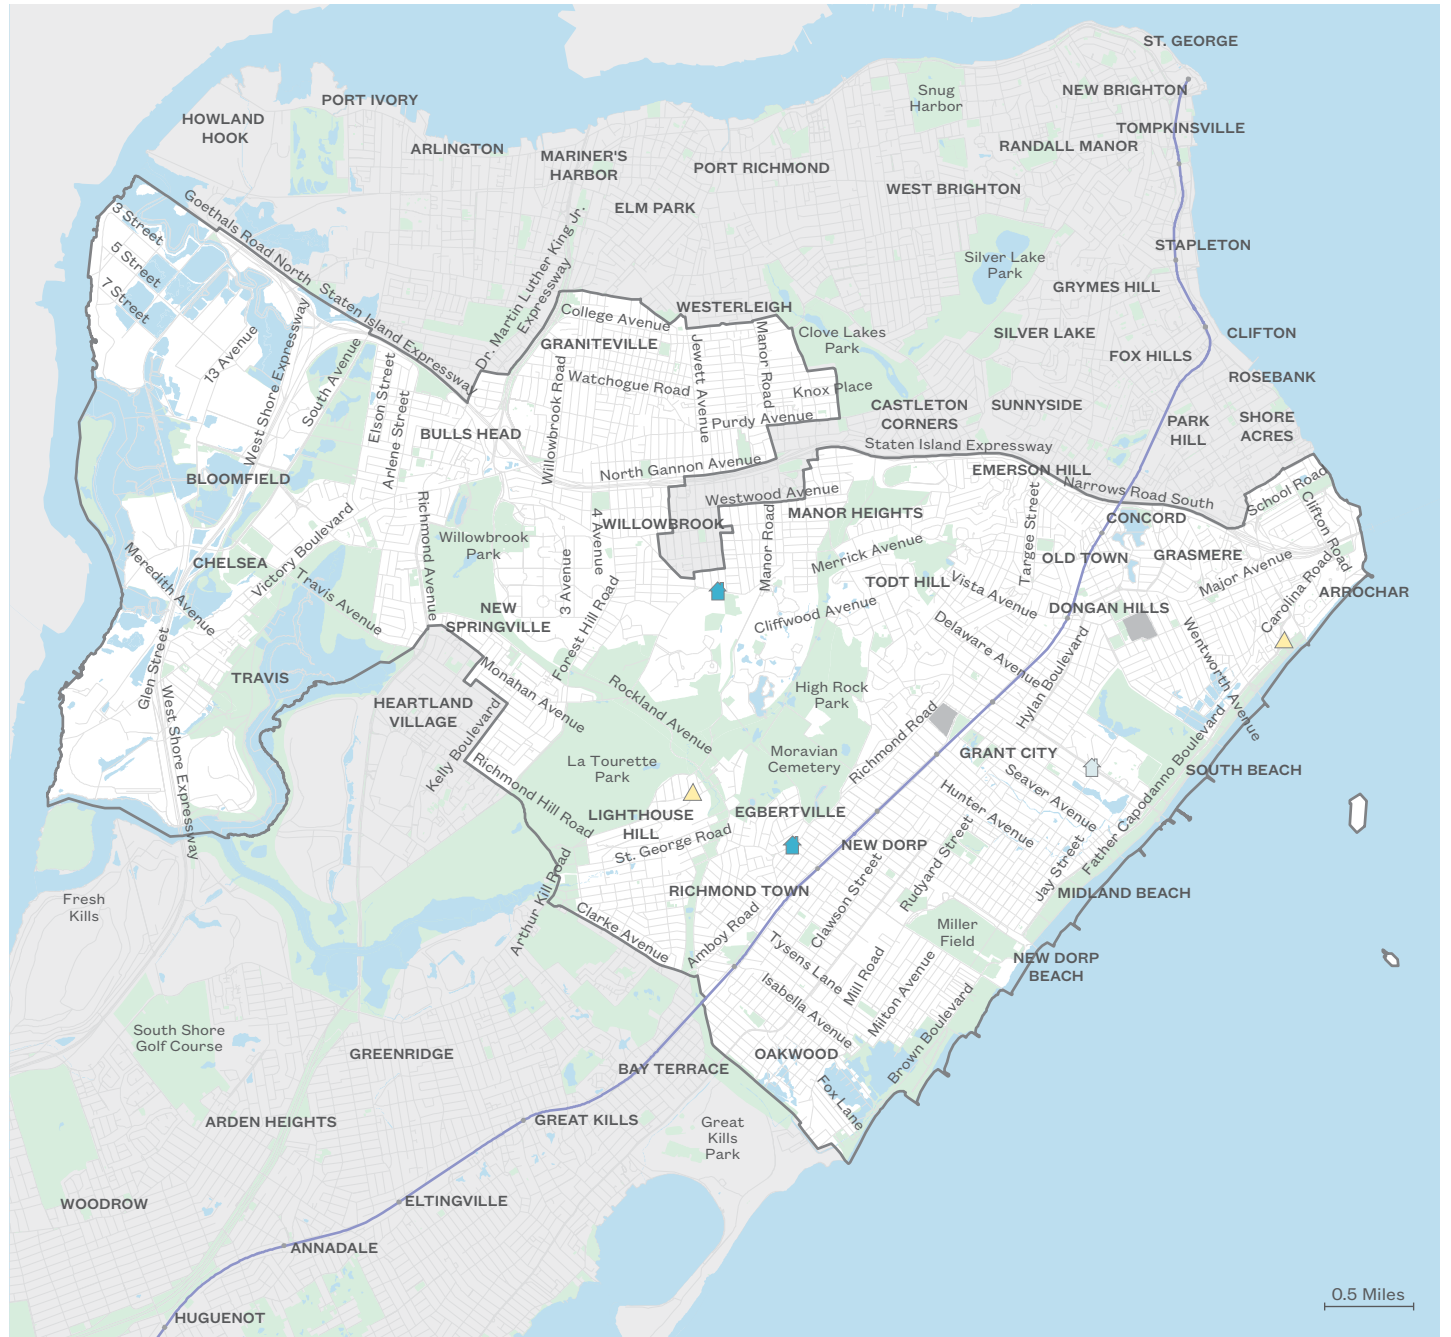 ST. GEORGE
NEW BRIGHTON
Snug
Harbor
PORT IVORY
HOWLAND
HOOK
TOMPKINSVILLE
RANDALL MANOR
ARLINGTON
MARINER'S
HARBOR
PORT RICHMOND
WEST BRIGHTON
ELM PARK
3 Street
Goethals Road North
5 Street
7 Street
Dr. Martin Luther King Jr.
Expressway
STAPLETON
Silver Lake
Park
GRYMES HILL
Staten Island Expressway
College Avenue
WESTERLEIGH
Clove Lakes
Park
SILVER LAKE
CLIFTON
FOX HILLS
GRANITEVILLE
13 Avenue
West Shore Expressway
South Avenue
Elson Street
Arlene Street
Willowbrook Road
Watchogue Road
Jewett Avenue
Manor Road
Knox Place
ROSEBANK
Purdy Avenue
CASTLETON
CORNERS
SUNNYSIDE
PARK
HILL
SHORE
ACRES
BULLS HEAD
Staten Island Expressway
North Gannon Avenue
EMERSON HILL
BLOOMFIELD
Westwood Avenue
Narrows Road South
School Road
Clifton Road
Richmond Avenue
WILLOWBROOK
4 Avenue
MANOR HEIGHTS
Manor Road
Targee Street
CONCORD
Victory Boulevard
Willowbrook
Park
Merrick Avenue
OLD TOWN
GRASMERE
Meredith Avenue
CHELSEA
Travis Avenue
3 Avenue
TODT HILL
Vista Avenue
Major Avenue
Carolina Road
ARROCHAR
NEW
SPRINGVILLE
Forest Hill Road
Cliffwood Avenue
DONGAN HILLS
Delaware Avenue
Wentworth Avenue
Glen Street
TRAVIS
West Shore Expressway
Monahan Avenue
Rockland Avenue
High Rock
Park
Hylan Boulevard
HEARTLAND
VILLAGE
Kelly Boulevard
Richmond Road
La Tourette
Park
Moravian
Cemetery
GRANT CITY
Seaver Avenue
SOUTH BEACH
Father Capodanno Boulevard
Richmond Hill Road
Hunter Avenue
LIGHTHOUSE
HILL
EGBERTVILLE
St. George Road
NEW DORP
Rudyard Street
Jay Street
RICHMOND TOWN
MIDLAND BEACH
Clawson Street
Fresh
Kills
Arthur Kill Road
Clarke Avenue
Amboy Road
Miller
Field
Tysens Lane
Mill Road
NEW DORP
BEACH
Milton Avenue
Isabella Avenue
Brown Boulevard
South Shore
Golf Course
GREENRIDGE
OAKWOOD
BAY TERRACE
Fox Lane
ARDEN HEIGHTS
GREAT KILLS
Great
Kills
Park
WOODROW
ELTINGVILLE
ANNADALE
HUGUENOT
0.5 Miles